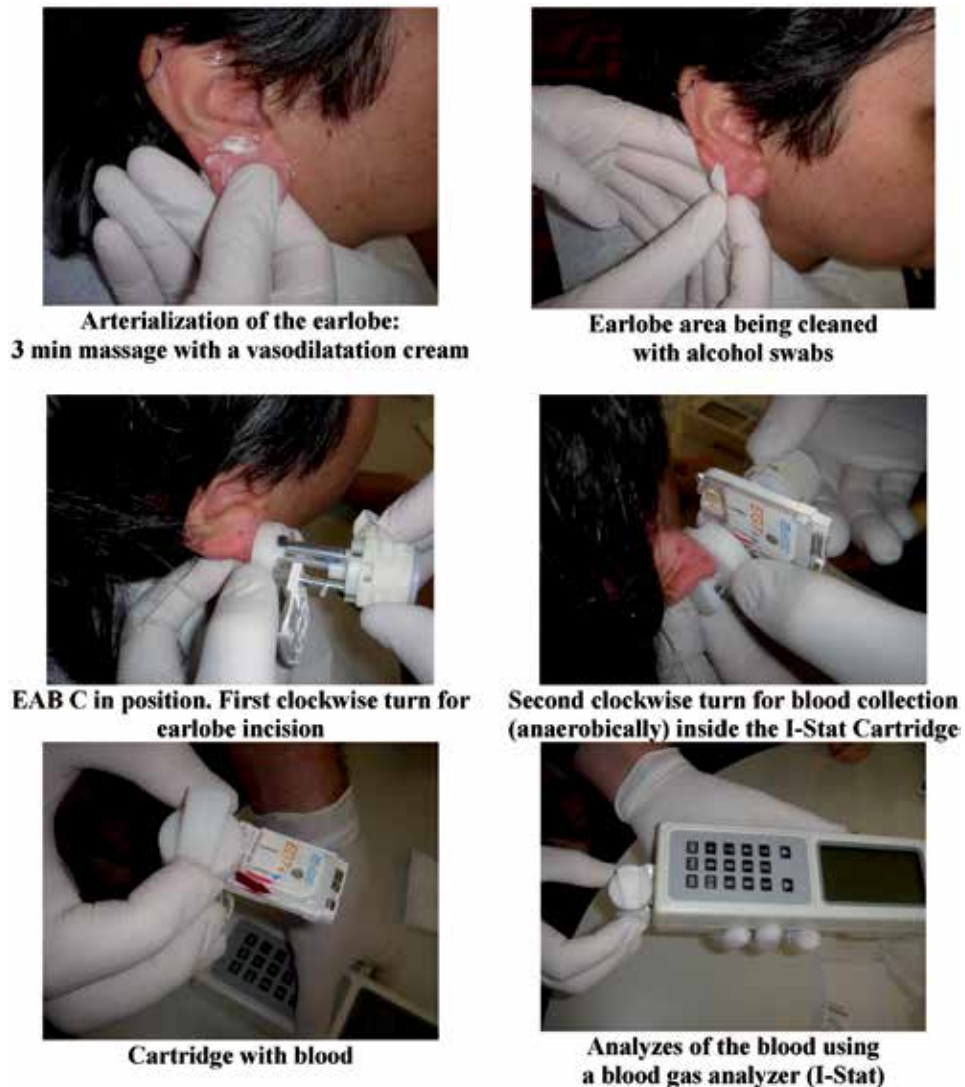 Arterialization of the earlobe:
3 min massage with a vasodilatation cream
Earlobe area being cleaned
with alcohol swabs
EAB C in position. First clockwise turn for
earlobe incision
Second clockwise turn for blood collection
(anaerobically) inside the I-Stat Cartridge
Cartridge with blood
Analyzes of the blood using
a blood gas analyzer (I-Stat)